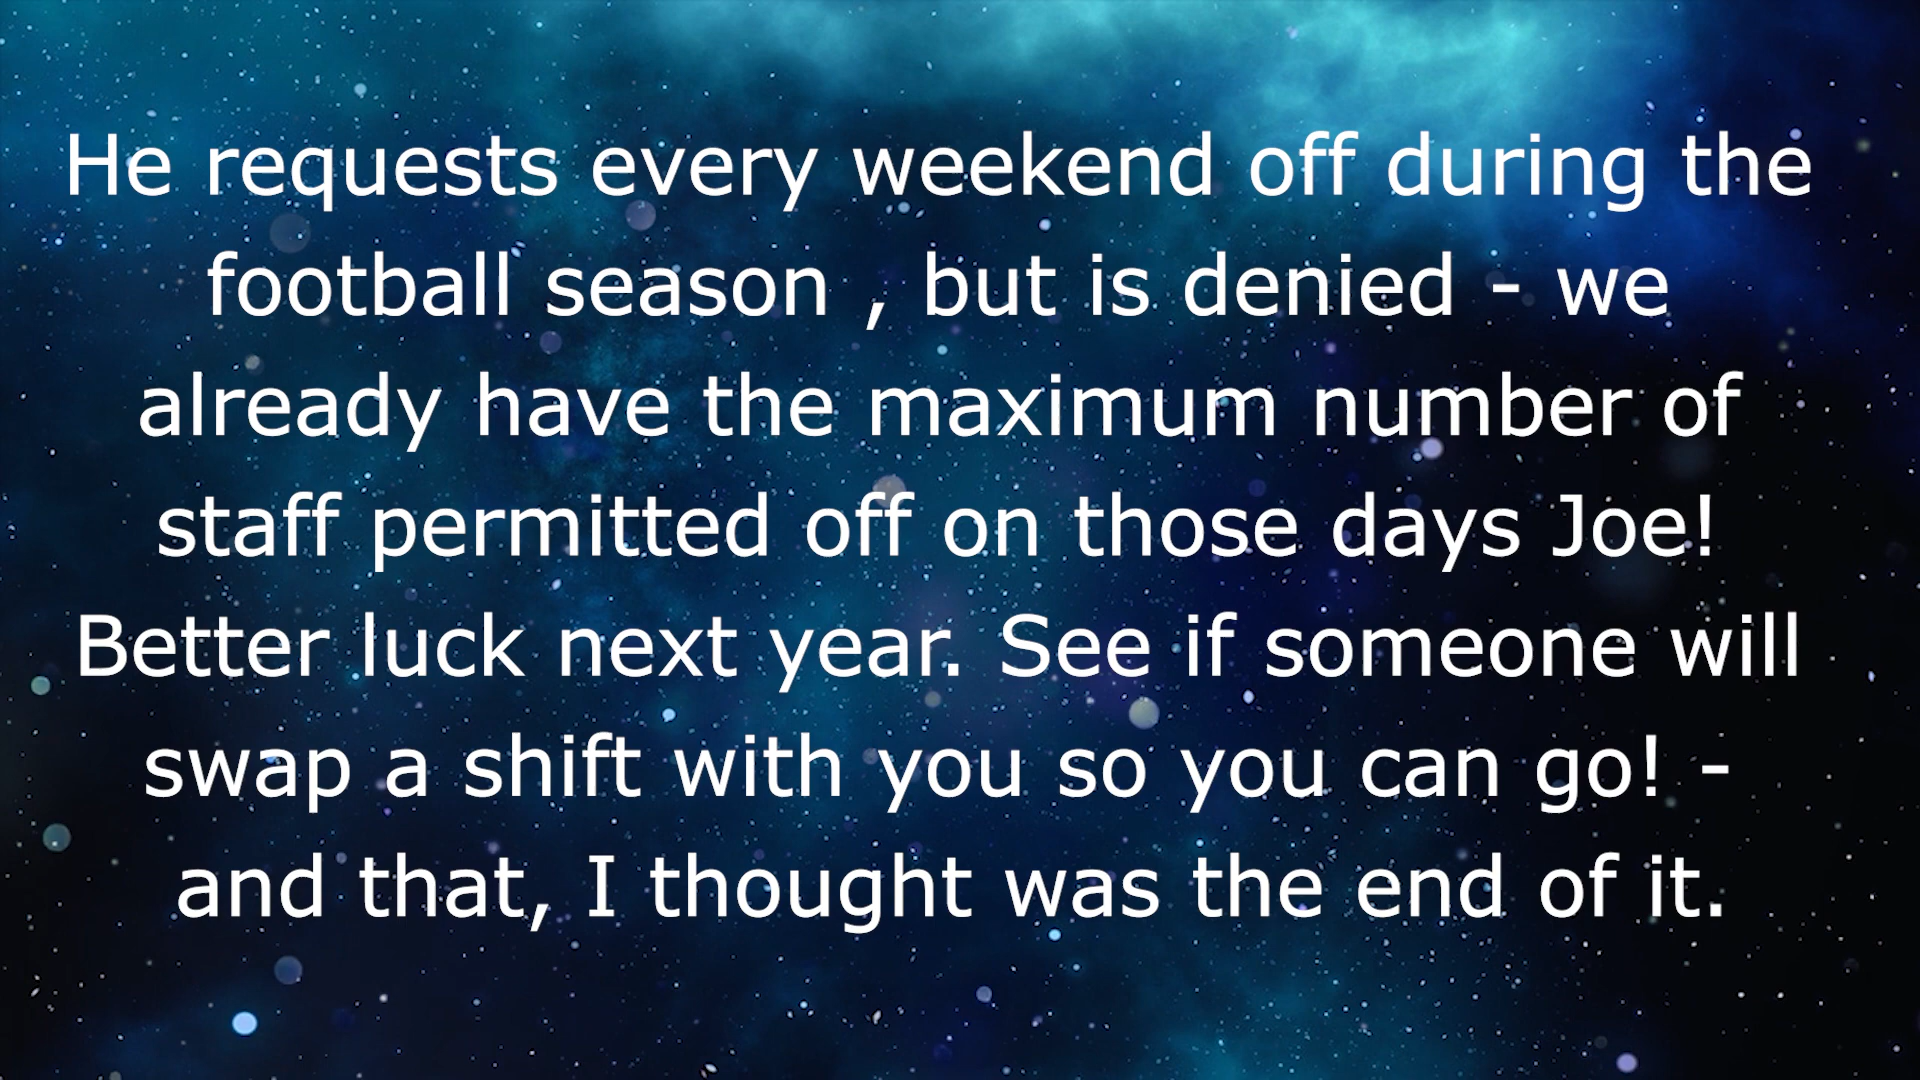 He requests every weekend off during the
football season , but is denied - we
already have the maximum number of
staff permitted off on those days Joe!
Better luck next year. See if someone will
swap a shift with you so you can go! -
and that, I thought was the end of it.